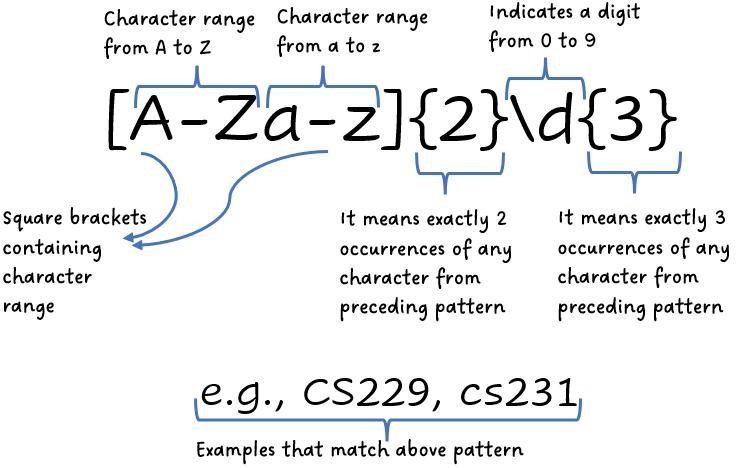 Character range
from A to Z
Character range
from a to z
Indicates a digit
from 0 to 9
[A-Za-z]{2}\d{3}
Square brackets
containing
character
range
It means exactly 2
occurrences of any
character from
preceding pattern
It means exactly 3
occurrences of any
character from
preceding pattern
e.g., CS229, cs231
Examples that match above pattern